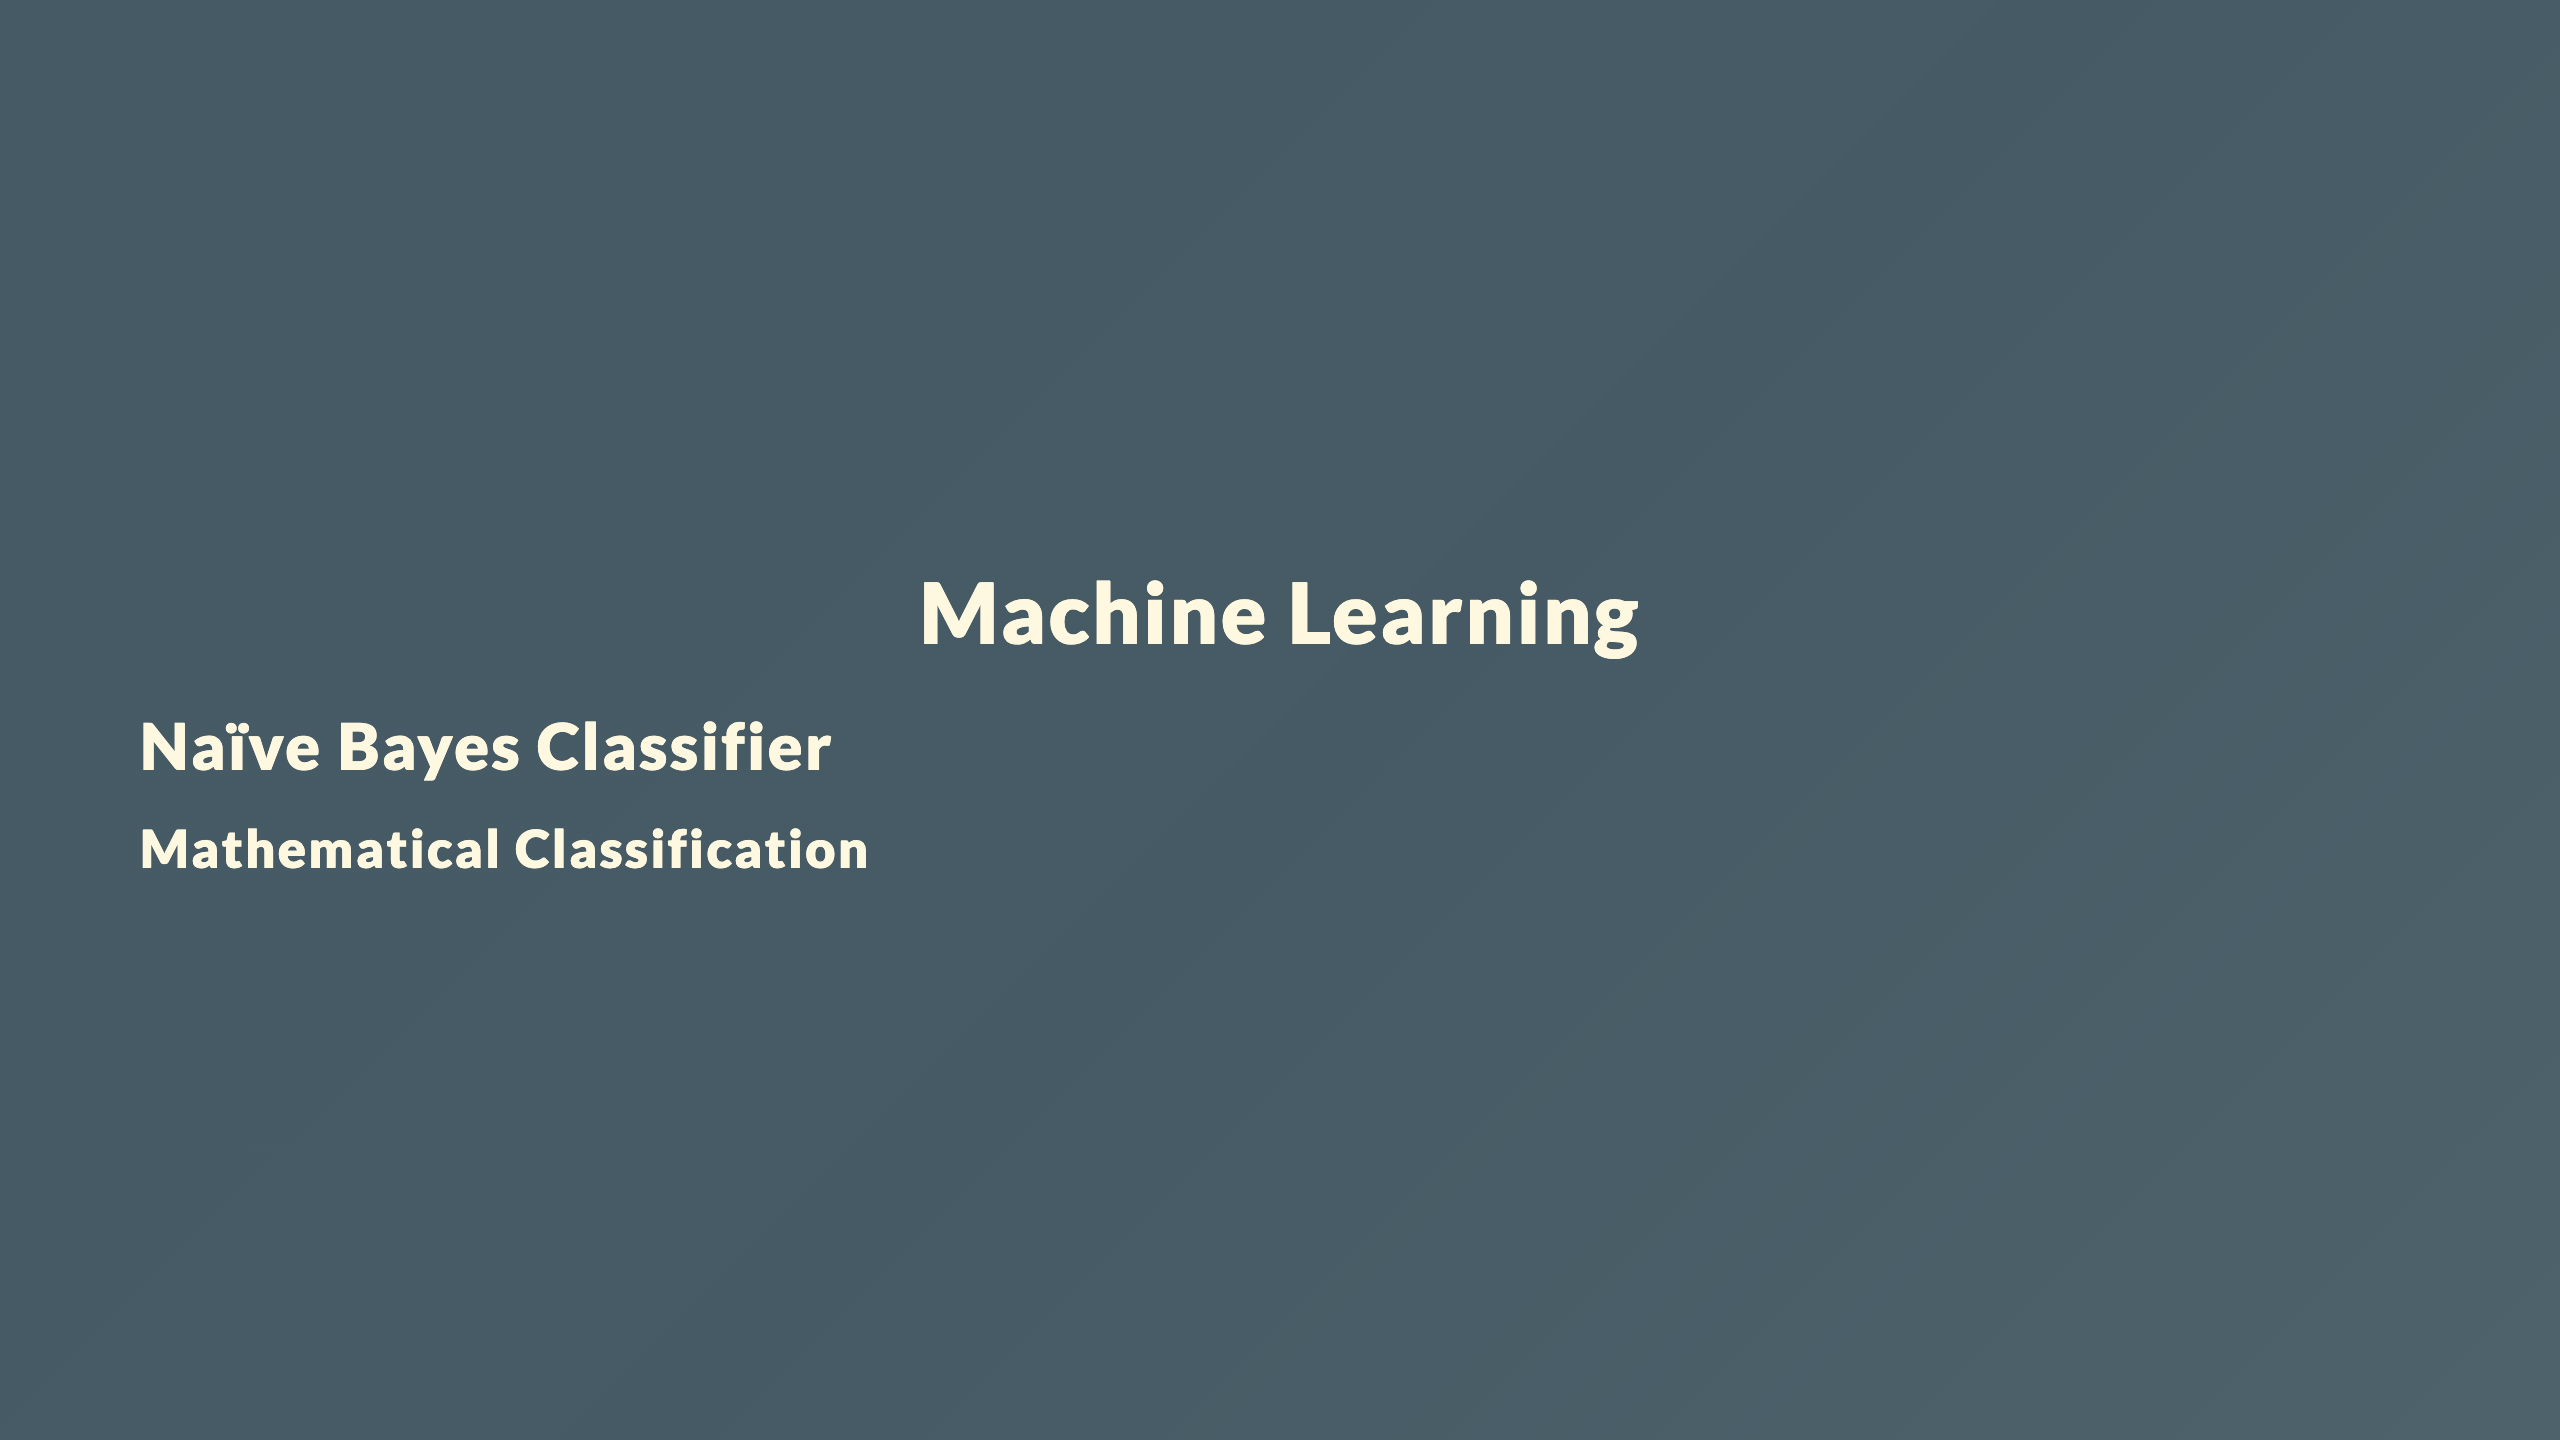 Machine Learning
Naïve Bayes Classifier
Mathematical Classification